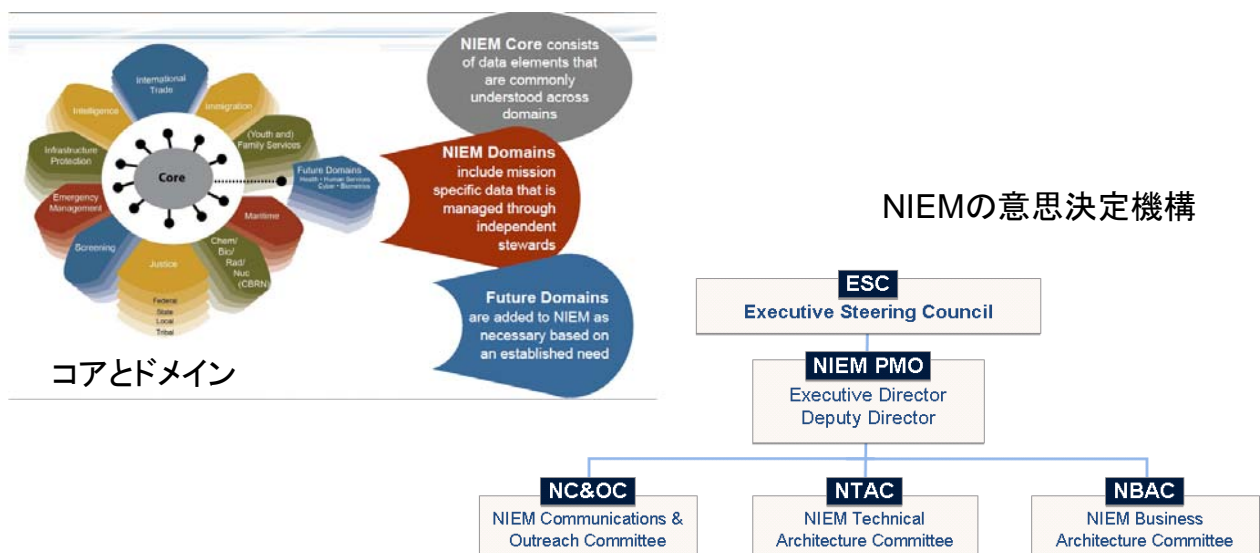 International
Trade
Intelligence
Immigration
Infrastructure
Protection
(Youth and)
Family Services
Core
Future Domains
Health • Human Services
Cyber • Biometrics
Emergency
Management
Maritime
Screening
Justice
Chem/
Bio/
Rad/
Nuc
(CBRN)
Federal
State
Local
Tribal
コアとドメイン
NIEM Core consists
of data elements that
are commonly
understood across
domains
NIEM Domains
include mission
specific data that is
managed through
independent
stewards
Future Domains
are added to NIEM as
necessary based on
an established need
NIEMの意思決定機構
ESC
Executive Steering Council
NIEM PMO
Executive Director
Deputy Director
NC&OC
NIEM Communications &
Outreach Committee
NTAC
NIEM Technical
Architecture Committee
NBAC
NIEM Business
Architecture Committee